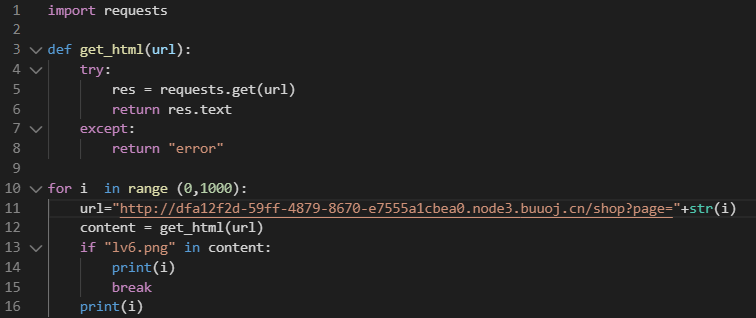 1 import requests
2
3 def get_html(url):
4     try:
5         res = requests.get(url)
6         return res.text
7     except:
8         return "error"
9
10 for i  in range (0,1000):
11     url="http://dfa12f2d-59ff-4879-8670-e7555a1cbea0.node3.buuoj.cn/shop?page="+str(i)
12     content = get_html(url)
13     if "lv6.png" in content:
14         print(i)
15         break
16     print(i)